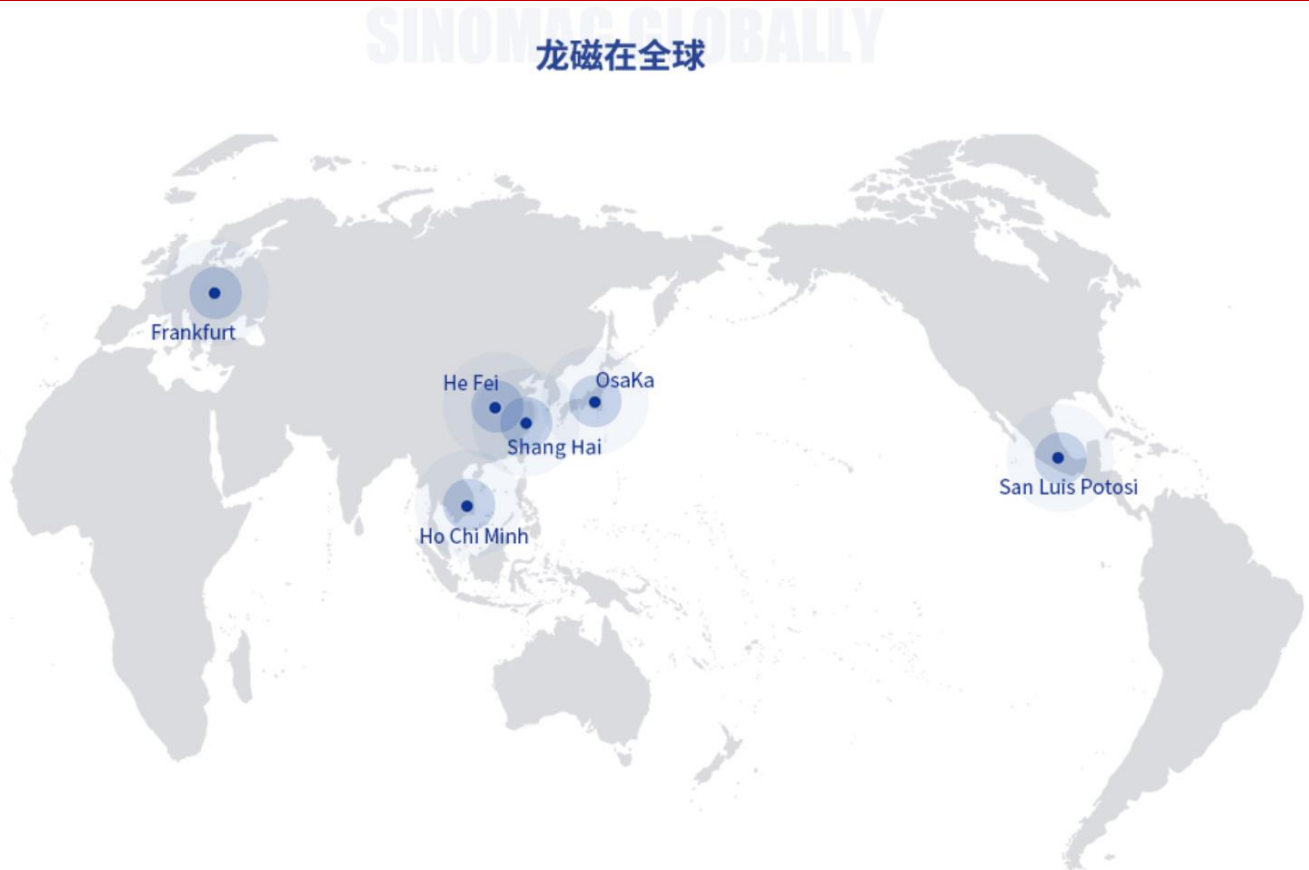 SINOMAG GLOBALLY
龙磁在全球
Frankfurt
He Fei
OsaKa
Shang Hai
San Luis Potosi
Ho Chi Minh